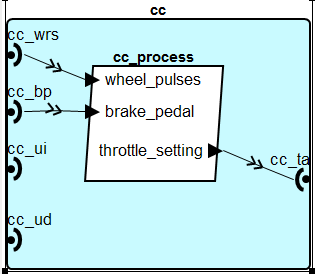 cc
cc_wrs
cc_process
wheel_pulses
cc_bp
brake_pedal
cc_ui
throttle_setting
cc_ta
cc_ud